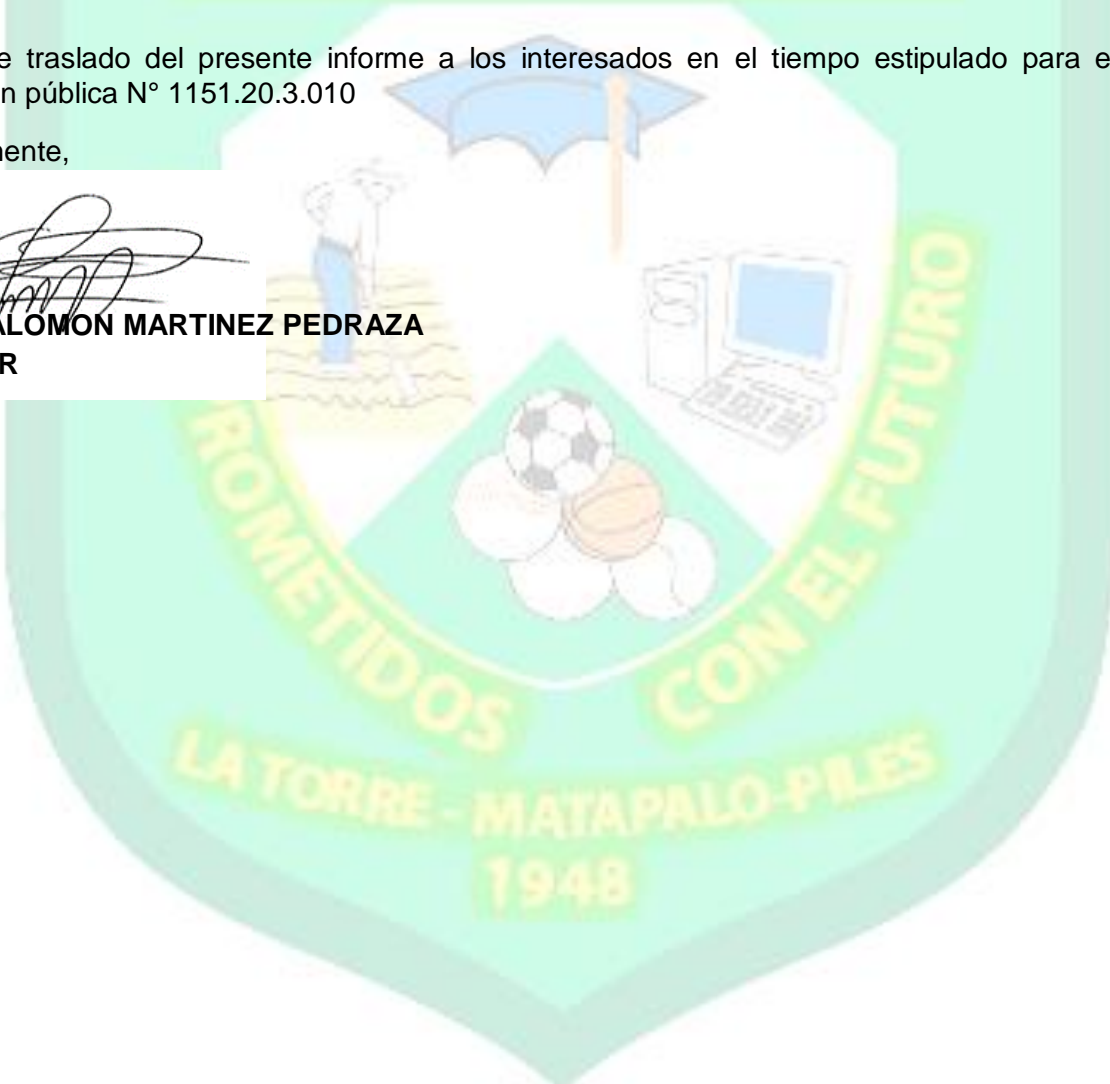 e traslado del presente informe a los interesados en el tiempo estipulado para e
n pública N° 1151.20.3.010
nente,
ALOMON MARTINEZ PEDRAZA
R
ROMETIDOS CON EL FUTURO
LA TORRE - MATAPALO-PILES
1948